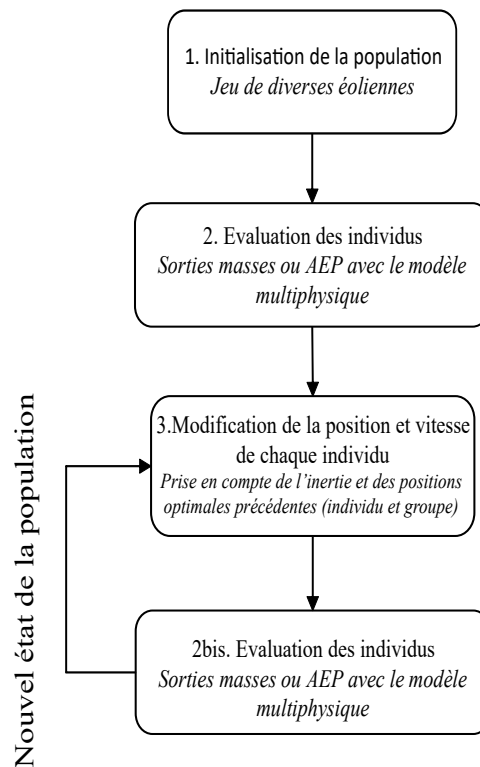 1. Initialisation de la population
Jeu de diverses éoliennes
2. Evaluation des individus
Sorties masses ou AEP avec le modèle
multiphysique
3.Modification de la position et vitesse
de chaque individu
Prise en compte de l'inertie et des positions
optimales précédentes (individu et groupe)
Nouvel état de la population
2bis. Evaluation des individus
Sorties masses ou AEP avec le modèle
multiphysique